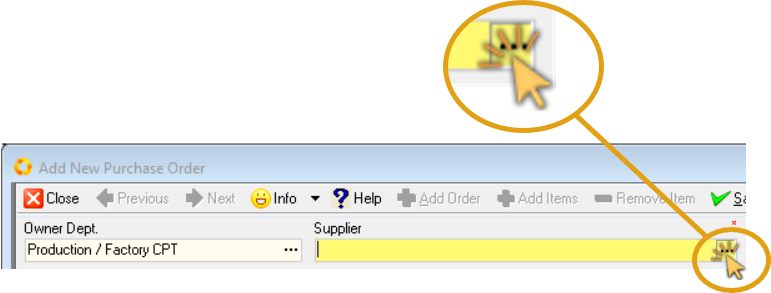 Add New Purchase Order
Close Previous Next Info Help Add Order Add Items Remove Item
Owner Dept. Supplier *
Production / Factory CPT ...